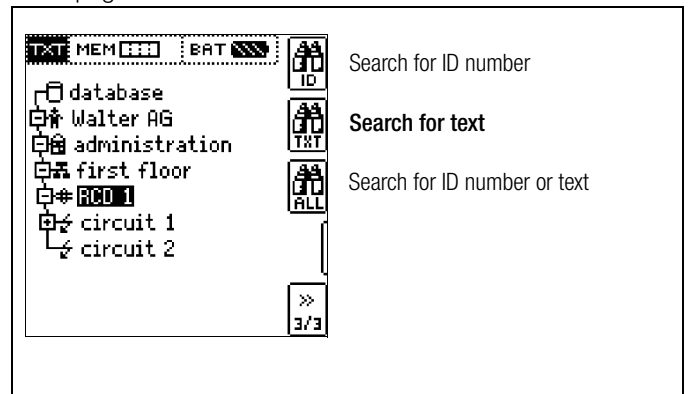 TXT MEM BAT
ID
Search for ID number
database
Walter AG
TXT
Search for text
administration
first floor
ALL
Search for ID number or text
RCD 1
circuit 1
circuit 2
»
3/3